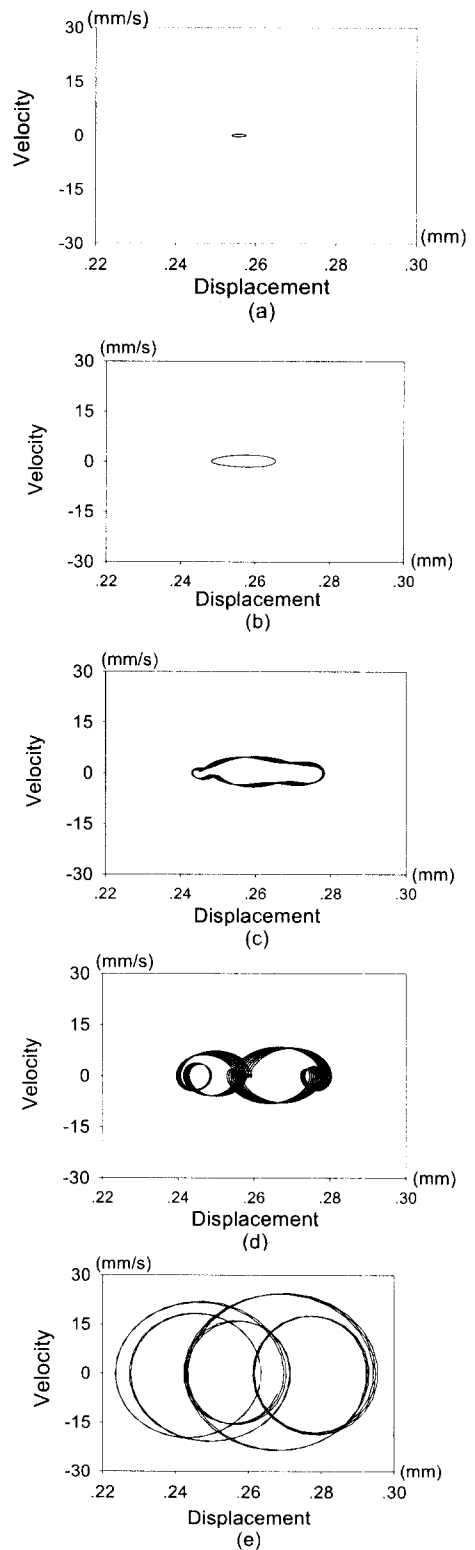 (mm/s)
30
15
0
-15
-30
Velocity
(mm)
.22
.24
.26
.28
.30
Displacement
(a)
(mm/s)
30
15
0
-15
-30
Velocity
(mm)
.22
.24
.26
.28
.30
Displacement
(b)
(mm/s)
30
15
0
-15
-30
Velocity
(mm)
.22
.24
.26
.28
.30
Displacement
(c)
(mm/s)
30
15
0
-15
-30
Velocity
(mm)
.22
.24
.26
.28
.30
Displacement
(d)
(mm/s)
30
15
0
-15
-30
Velocity
(mm)
.22
.24
.26
.28
.30
Displacement
(e)